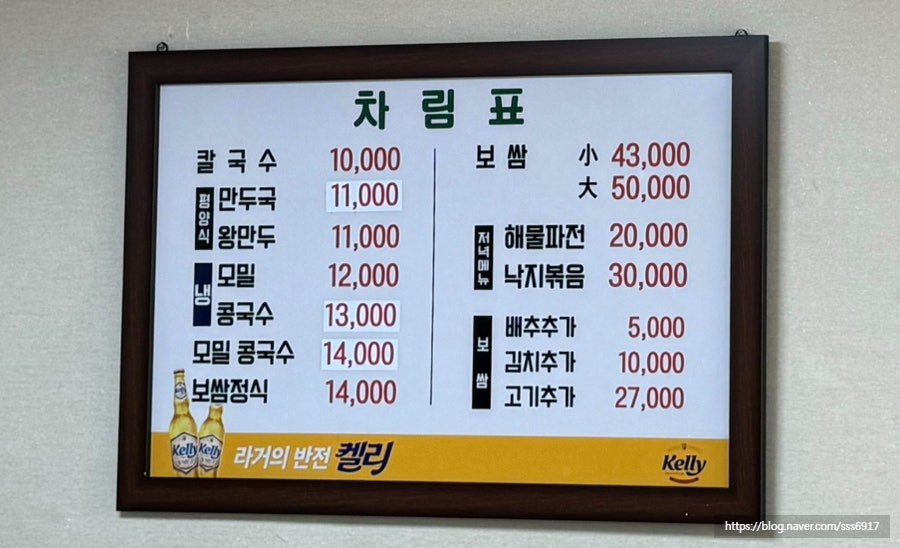 차림표
칼국수 10,000
평양식 만두국 11,000
왕만두 11,000
냉 모밀 12,000
콩국수 13,000
모밀 콩국수 14,000
보쌈정식 14,000
보쌈 小 43,000
大 50,000
저녁메뉴 해물파전 20,000
낙지볶음 30,000
보쌈 배추추가 5,000
김치추가 10,000
고기추가 27,000
Kelly Kelly
라거의 반전 켈리
Kelly
https://blog.naver.com/sss6917